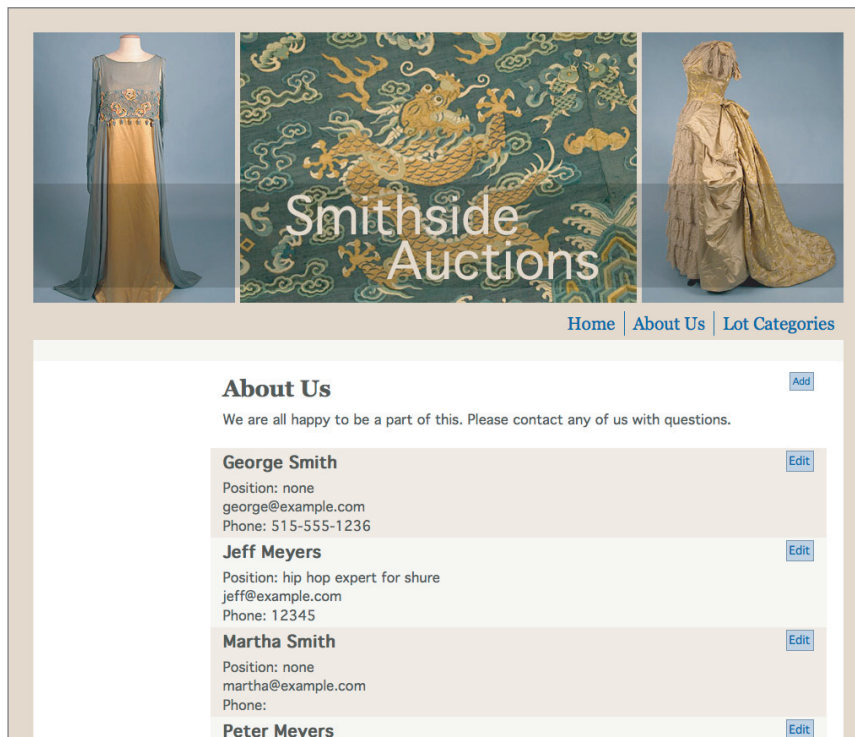 Smithside
Auctions
Home About Us Lot Categories
About Us Add
We are all happy to be a part of this. Please contact any of us with questions.
George Smith Edit
Position: none
george@example.com
Phone: 515-555-1236
Jeff Meyers Edit
Position: hip hop expert for shure
jeff@example.com
Phone: 12345
Martha Smith Edit
Position: none
martha@example.com
Phone:
Peter Meyers Edit